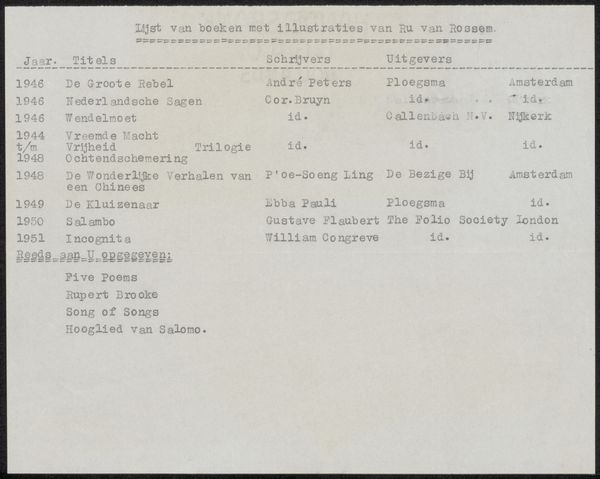 Lijst van boeken met illustraties van Ru van Rossem.
Jaar. Titels Schrijvers Uitgevers
1946 De Groote Rebel André Peters Ploegsma Amsterdam
1946 Nederlandsche Sagen Cor.Bruyn id. id.
1946 Wendelmoet id. Callenbach N.V. Nijkerk
1944 Vreemde Macht
t/m Vrijheid Trilogie id. id. id.
1948 Ochtendschemering
1948 De Wonderlijke Verhalen van P'oe-Soeng Ling De Bezige Bij Amsterdam
een Chinees
1949 De Kluizenaar Ebba Pauli Ploegsma id.
1950 Salambo Gustave Flaubert The Folio Society London
1951 Incognita William Congreve id. id.
Reeds aan U opgegeven:
Five Poems
Rupert Brooke
Song of Songs
Hooglied van Salomo.